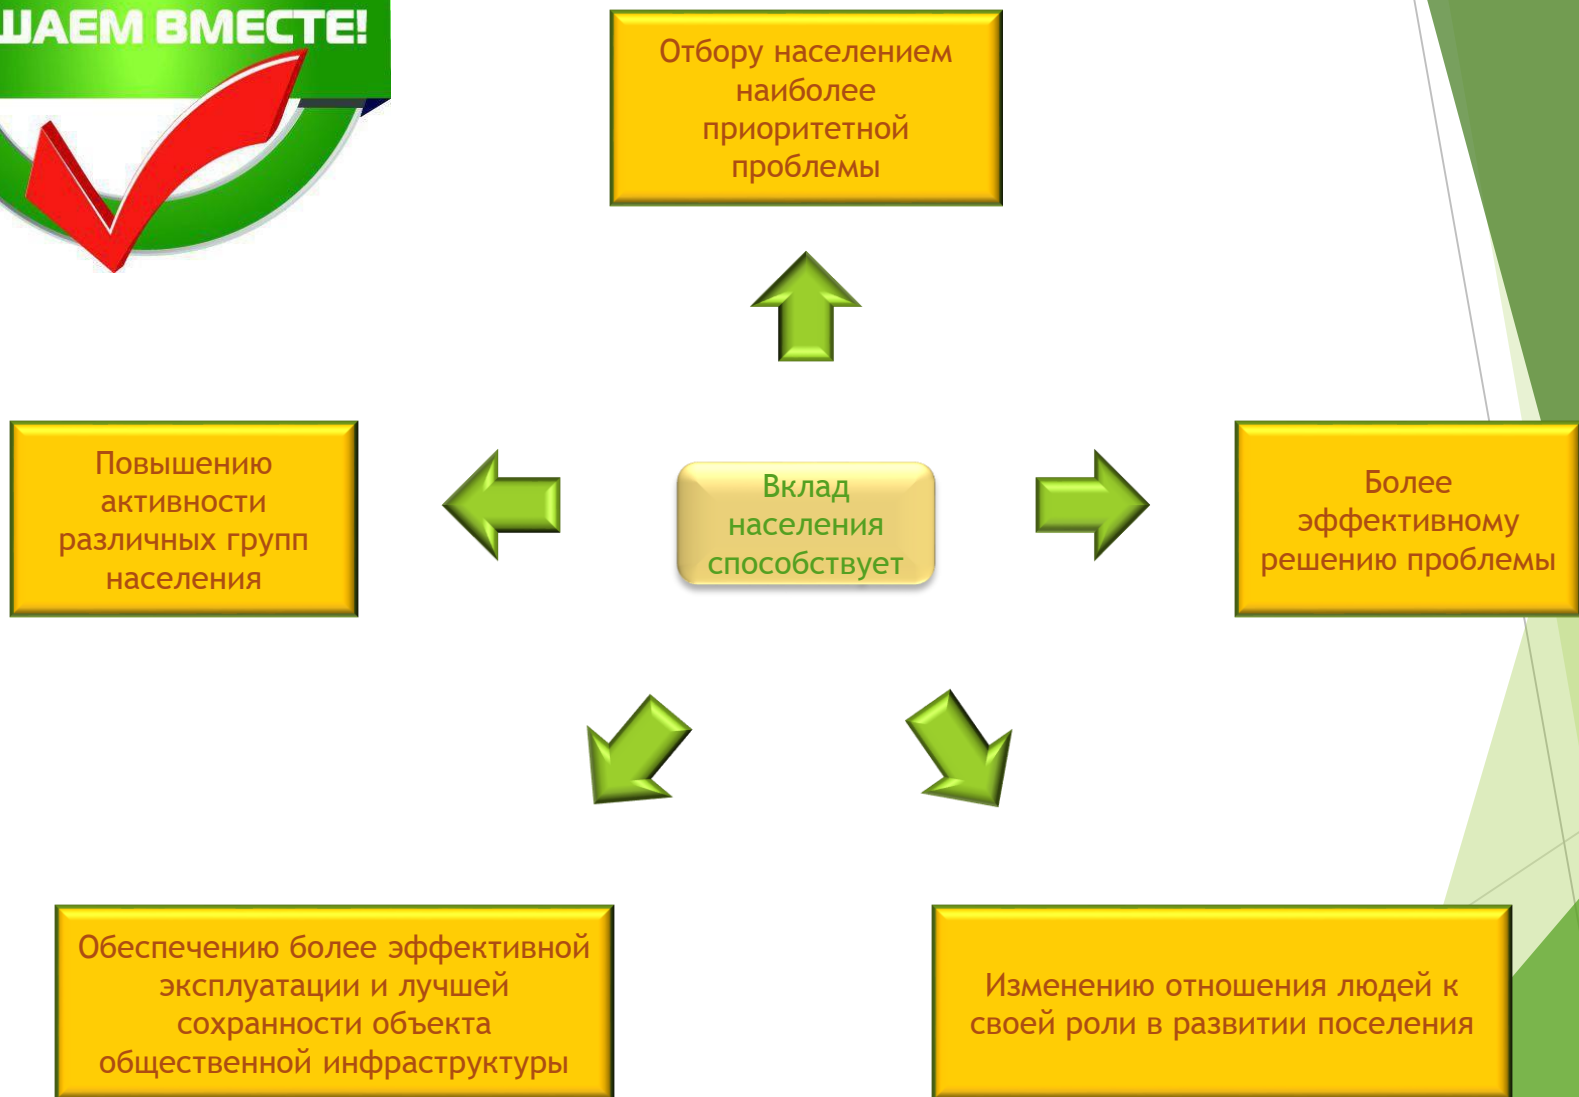 ШАЕМ ВМЕСТЕ!
Отбору населением
наиболее
приоритетной
проблемы
Повышению
активности
различных групп
населения
Вклад
населения
способствует
Более
эффективному
решению проблемы
Обеспечению более эффективной
эксплуатации и лучшей
сохранности объекта
общественной инфраструктуры
Изменению отношения людей к
своей роли в развитии поселения